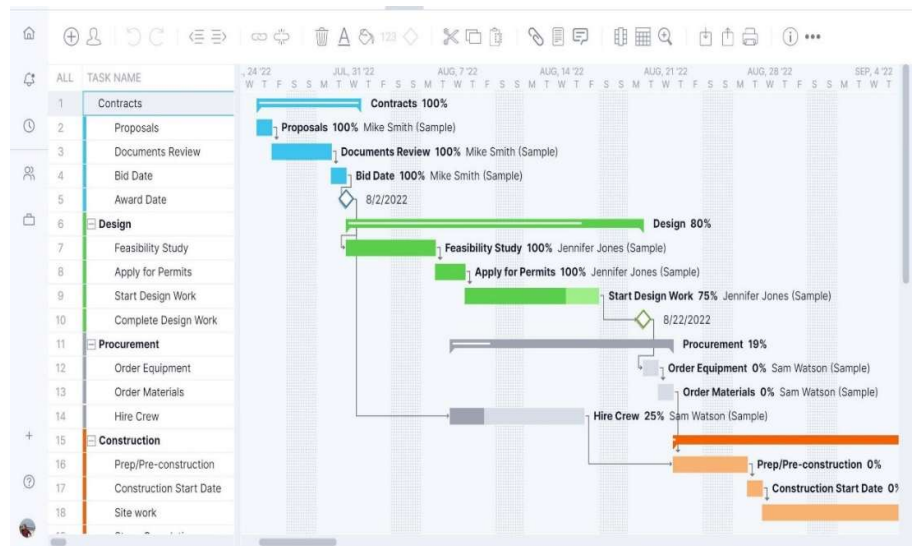 123
ALL TASK NAME , 24 '22 JUL, 31 '22 AUG, 7 '22 AUG, 14 '22 AUG, 21 '22 AUG, 28 '22 SEP, 4 '22
W T F S S M T W T F S S M T W T F S S M T W T F S S M T W T F S S M T W T F S S M T W T
1 Contracts Contracts 100%
2 Proposals Proposals 100% Mike Smith (Sample)
3 Documents Review Documents Review 100% Mike Smith (Sample)
4 Bid Date Bid Date 100% Mike Smith (Sample)
5 Award Date 8/2/2022
6 Design Design 80%
7 Feasibility Study Feasibility Study 100% Jennifer Jones (Sample)
8 Apply for Permits Apply for Permits 100% Jennifer Jones (Sample)
9 Start Design Work Start Design Work 75% Jennifer Jones (Sample)
10 Complete Design Work 8/22/2022
11 Procurement Procurement 19%
12 Order Equipment Order Equipment 0% Sam Watson (Sample)
13 Order Materials Order Materials 0% Sam Watson (Sample)
14 Hire Crew Hire Crew 25% Sam Watson (Sample)
15 Construction
16 Prep/Pre-construction Prep/Pre-construction 0%
17 Construction Start Date Construction Start Date 0%
18 Site work